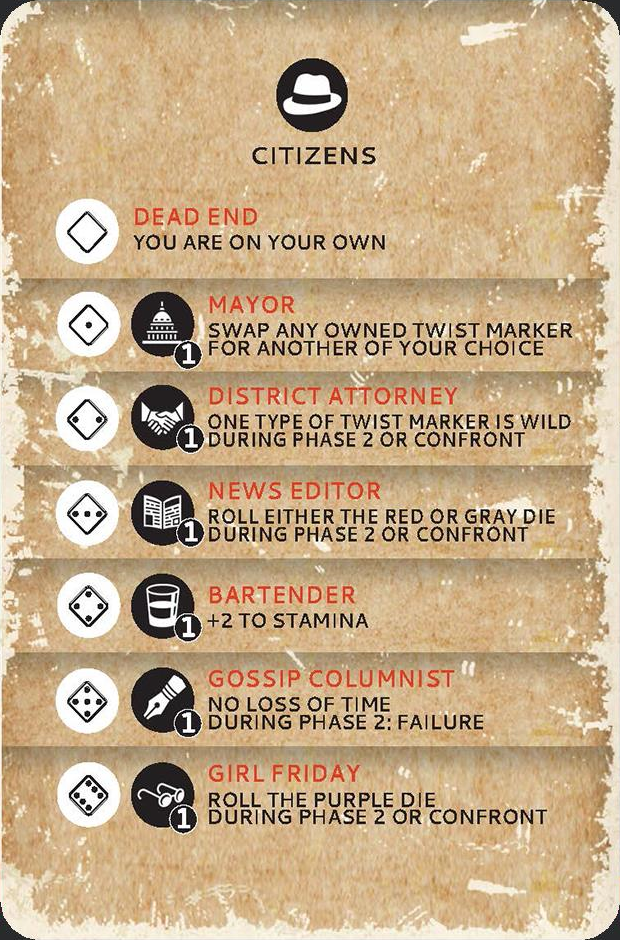 CITIZENS
DEAD END
YOU ARE ON YOUR OWN
MAYOR
SWAP ANY OWNED TWIST MARKER
FOR ANOTHER OF YOUR CHOICE
1
DISTRICT ATTORNEY
ONE TYPE OF TWIST MARKER IS WILD
DURING PHASE 2 OR CONFRONT
1
NEWS EDITOR
ROLL EITHER THE RED OR GRAY DIE
DURING PHASE 2 OR CONFRONT
1
BARTENDER
+2 TO STAMINA
1
GOSSIP COLUMNIST
NO LOSS OF TIME
DURING PHASE 2: FAILURE
1
GIRL FRIDAY
ROLL THE PURPLE DIE
DURING PHASE 2 OR CONFRONT
1